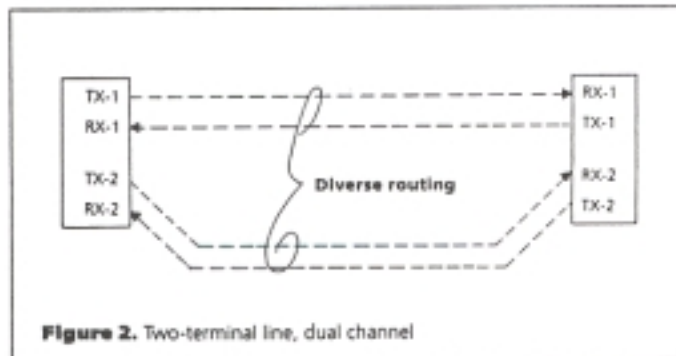 TX-1
RX-1
TX-2
RX-2
Diverse routing
RX-1
TX-1
RX-2
TX-2
Figure 2. Two-terminal line, dual channel